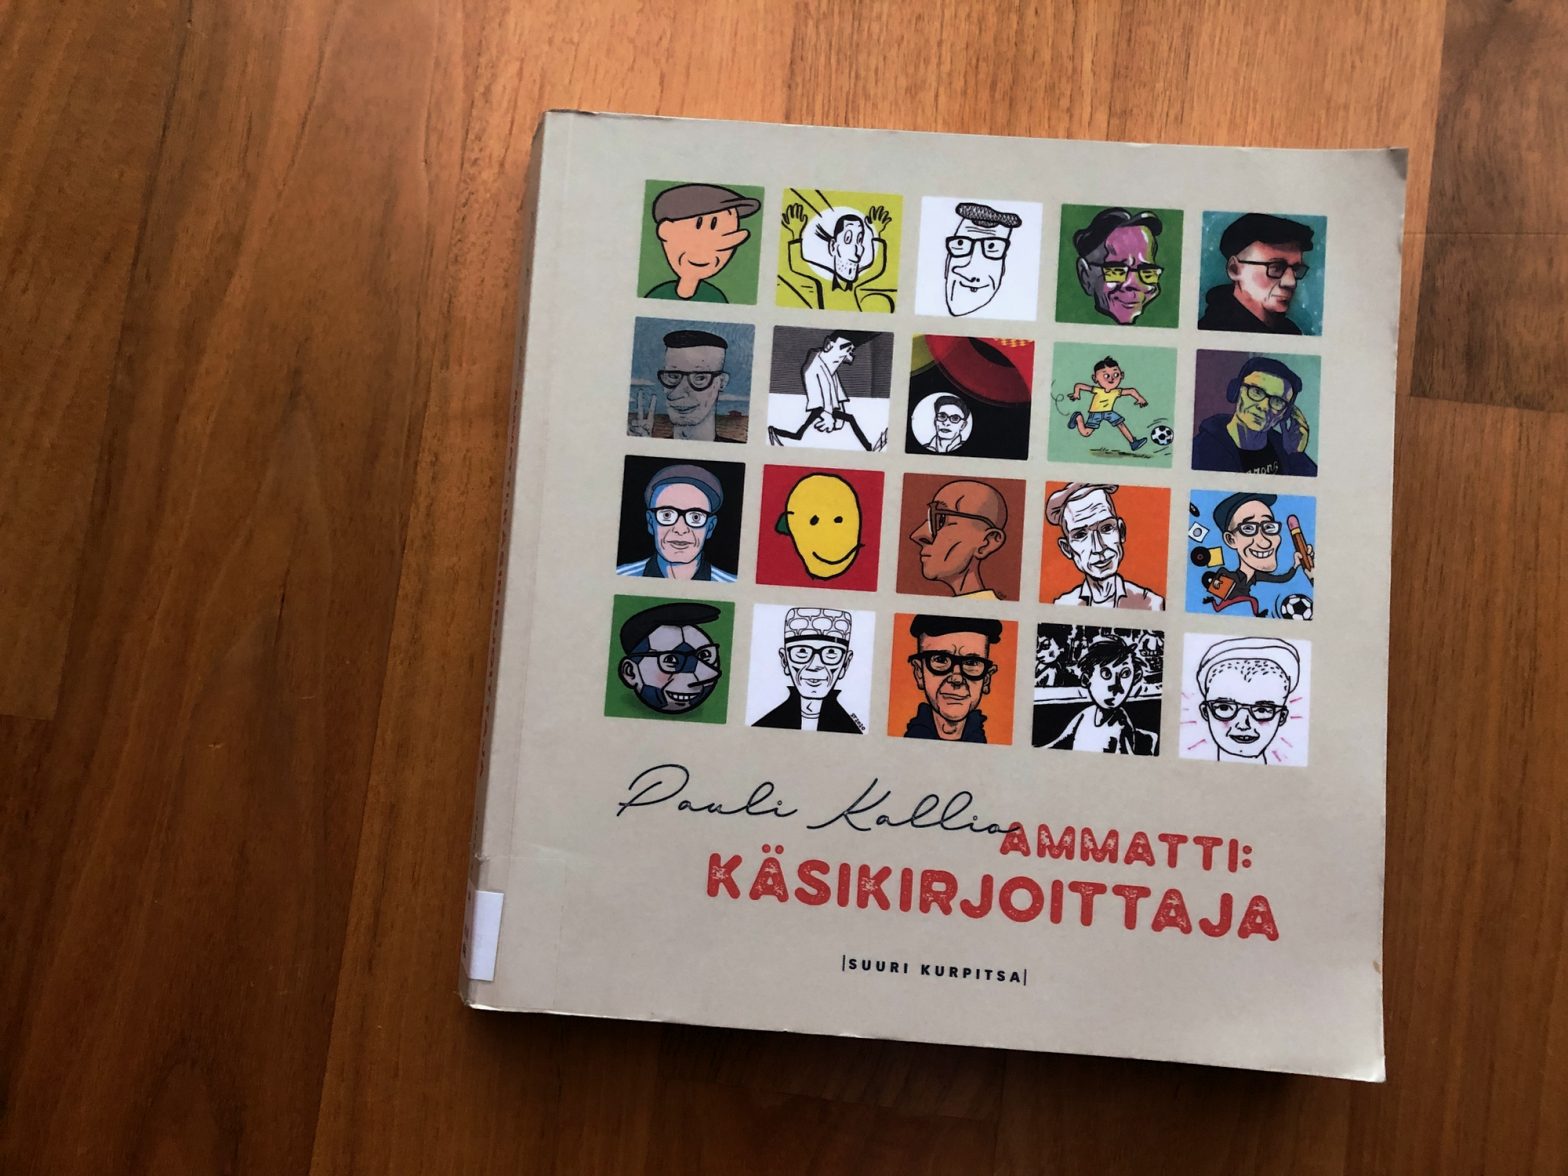 Pauli Kallio
AMMATTI:
KÄSIKIRJOITTAJA
|SUURI KURPITSA|